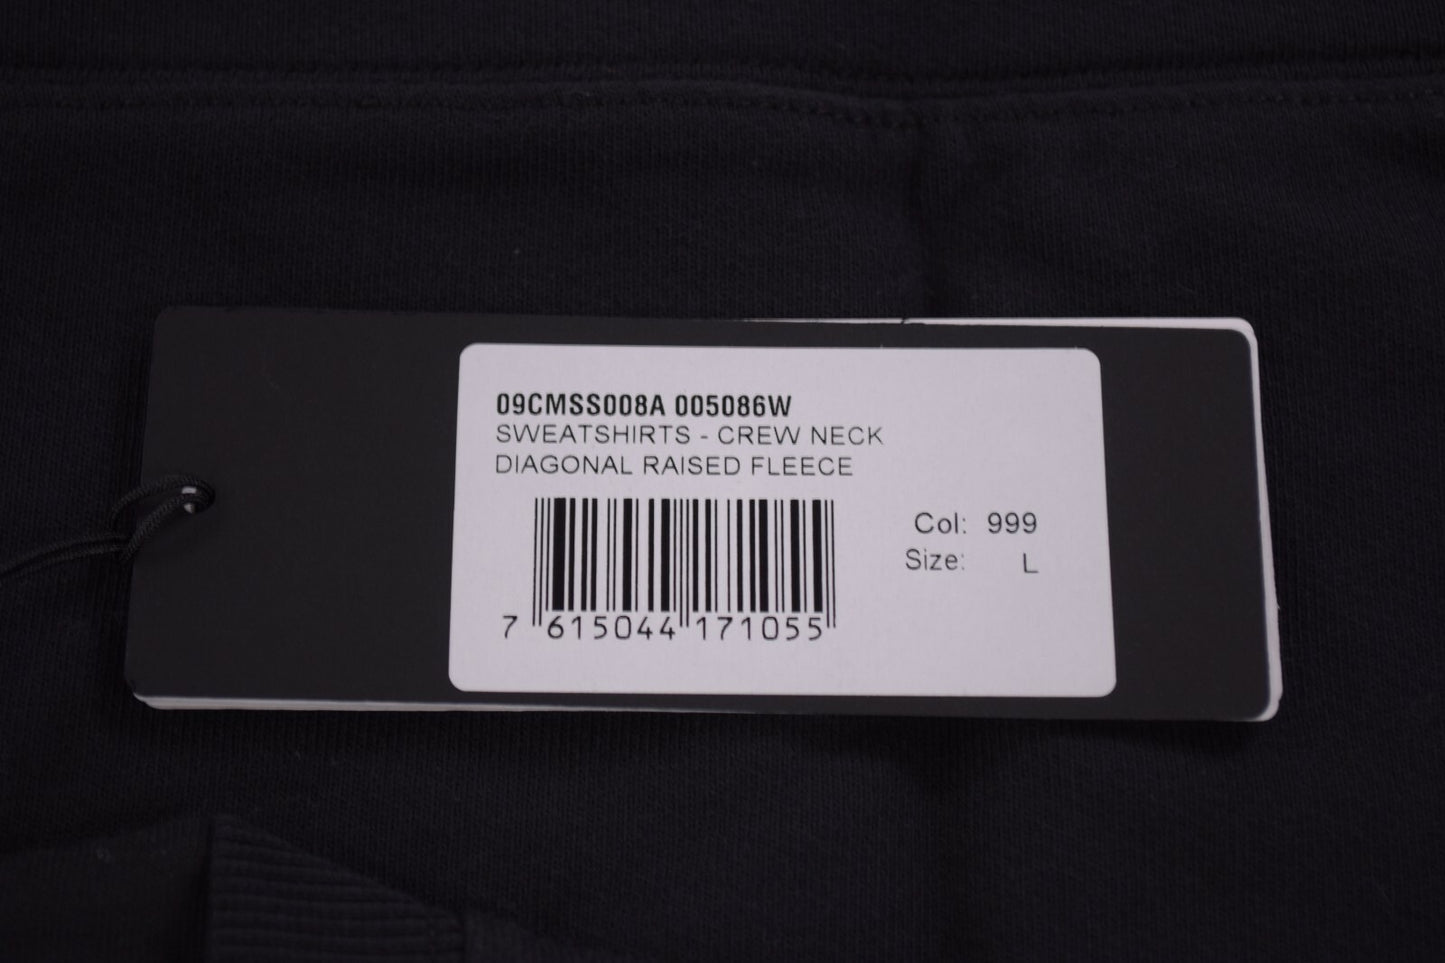 09CMSS008A 005086W
SWEATSHIRTS - CREW NECK
DIAGONAL RAISED FLEECE
Col: 999
Size: L
7 615044 171055